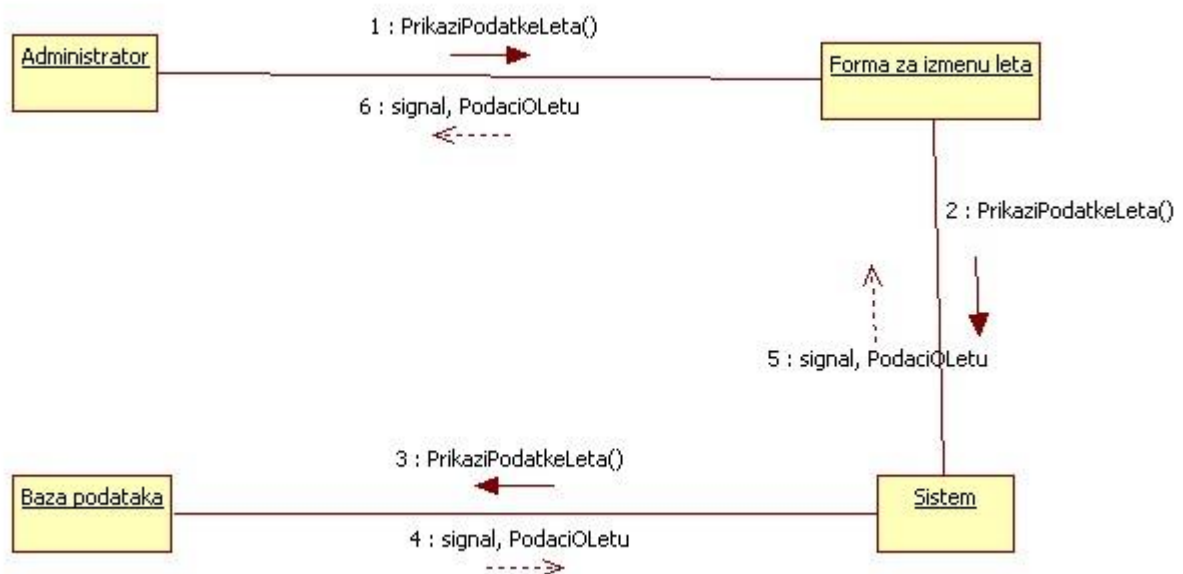 1 : PrikaziPodatkeLeta()
Administrator
Forma za izmenu leta
6 : signal, PodaciOLetu
2 : PrikaziPodatkeLeta()
5 : signal, PodaciOLetu
3 : PrikaziPodatkeLeta()
Baza podataka
Sistem
4 : signal, PodaciOLetu